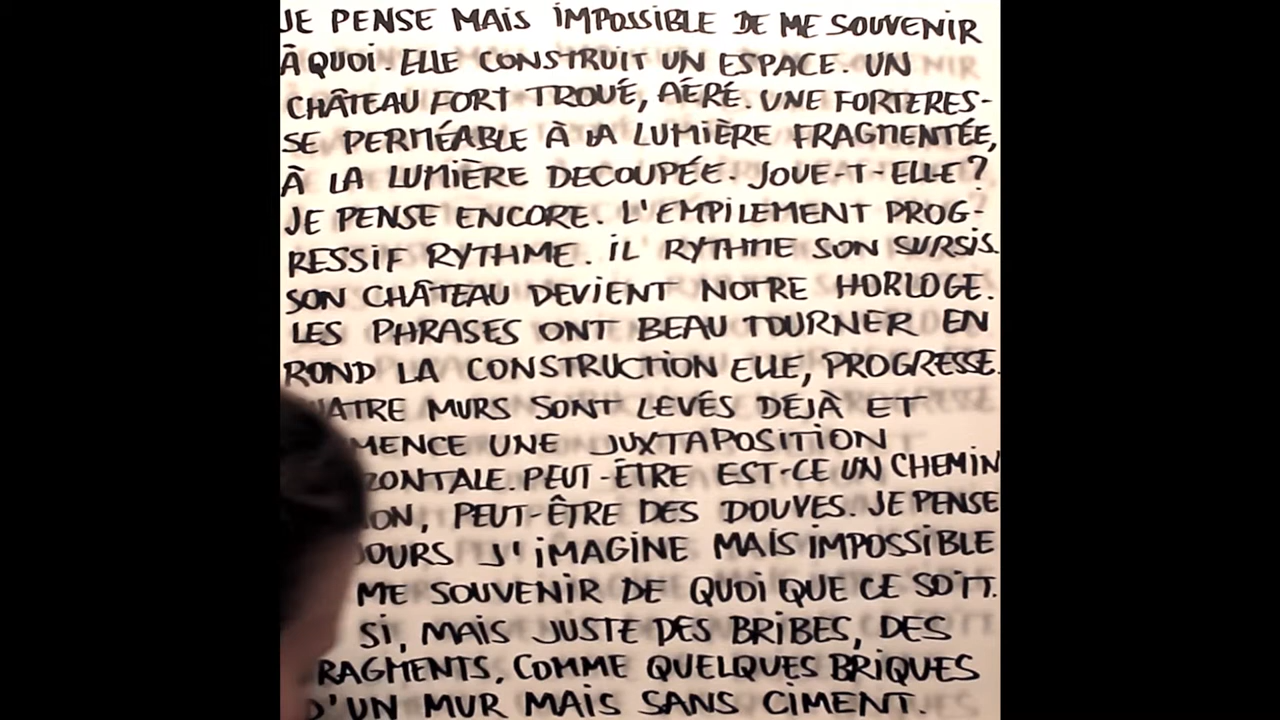 JE PENSE MAIS IMPOSSIBLE DE ME SOUVENIR
À QUOI. ELLE CONSTRUIT UN ESPACE. UN
CHÂTEAU FORT TROUÉ, AÉRÉ. UNE FORTERES-
SE PERMÉABLE À LA LUMIÈRE FRAGMENTÉE,
À LA LUMIÈRE DECOUPÉE. JOUE-T-ELLE?
JE PENSE ENCORE. L'EMPILEMENT PROG-
RESSIF RYTHME. IL RYTHME SON SURSIS.
SON CHÂTEAU DEVIENT NOTRE HORLOGE.
LES PHRASES ONT BEAU TOURNER EN
ROND LA CONSTRUCTION ELLE, PROGRESSE.
ATRE MURS SONT LEVÉS DÉJÀ ET
MENCE UNE JUXTAPOSITION
ZONTALE. PEUT-ÊTRE EST-CE UN CHEMIN
ON, PEUT-ÊTRE DES DOUVES. JE PENSE
OURS J'IMAGINE MAIS IMPOSSIBLE
ME SOUVENIR DE QUOI QUE CE SOIT.
SI, MAIS JUSTE DES BRIBES, DES
RAGMENTS, COMME QUELQUES BRIQUES
D'UN MUR MAIS SANS CIMENT.